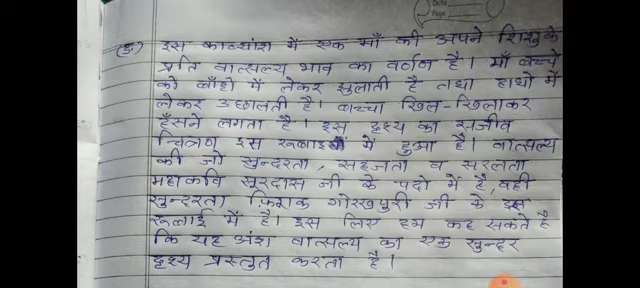 Date
Page
(ङ) इस काव्यांश में एक माँ की अपने शिशु के
प्रति वात्सल्य भाव का वर्णन है। माँ बच्चे
को बाँहो में लेकर झुलाती है तथा हाथो में
लेकर उछालती है। बच्चा खिल-खिलाकर
हँसने लगता है। इस दृश्य का सजीव
चित्रण इस रूबाइ में हुआ है। वात्सल्य
की जो सुन्दरता, सहजता व सरलता
महाकवि सूरदास जी के पदो में है, वही
सुन्दरता फ़िराक गोरखपुरी जी के इस
रूबाई में है। इस लिए हम कह सकते है
कि यह अंश वात्सल्य का एक सुन्दर
दृश्य प्रस्तुत करता है।